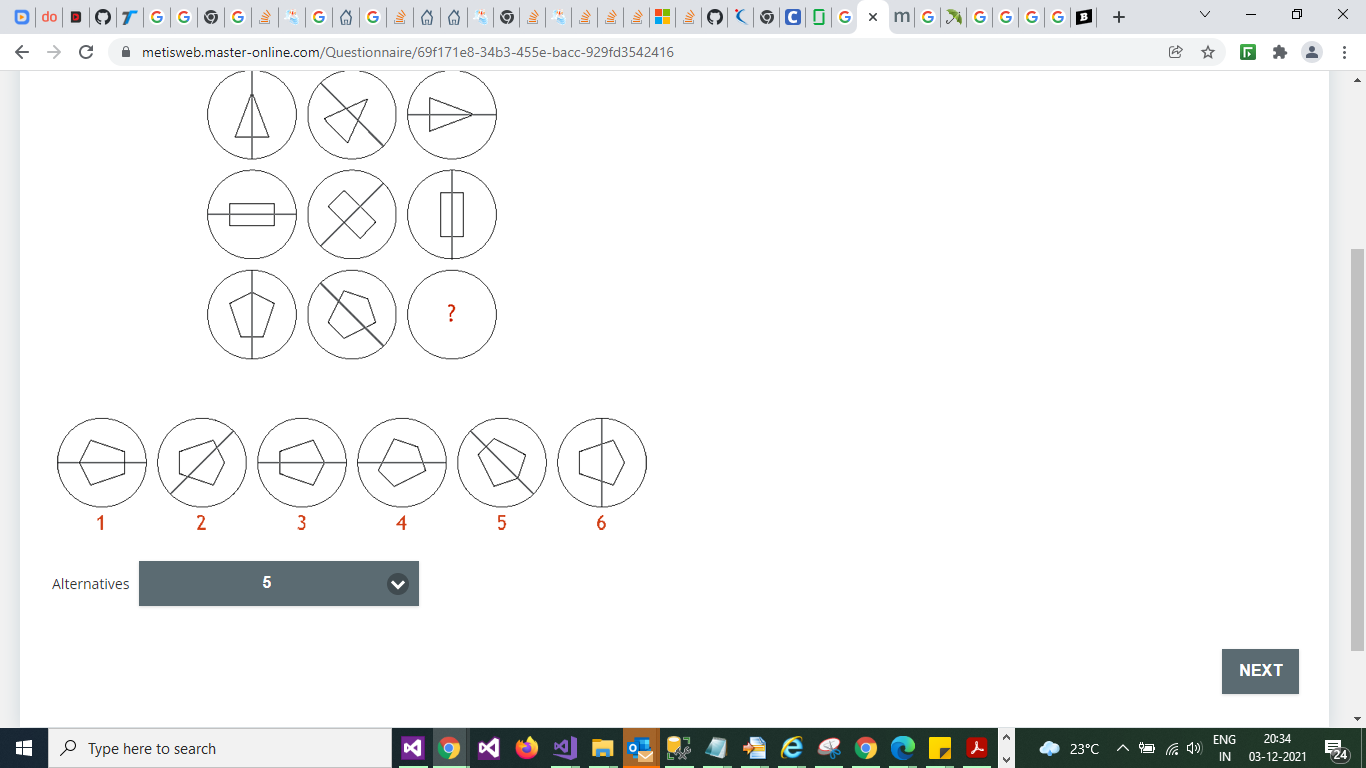 do
G
G
G
G
G
G
m
G
G
G
G
G
B
metisweb.master-online.com/Questionnaire/69f171e8-34b3-455e-bacc-929fd3542416
?
1 2 3 4 5 6
Alternatives 5
NEXT
Type here to search
23°C
ENG
IN
20:34
03-12-2021
24